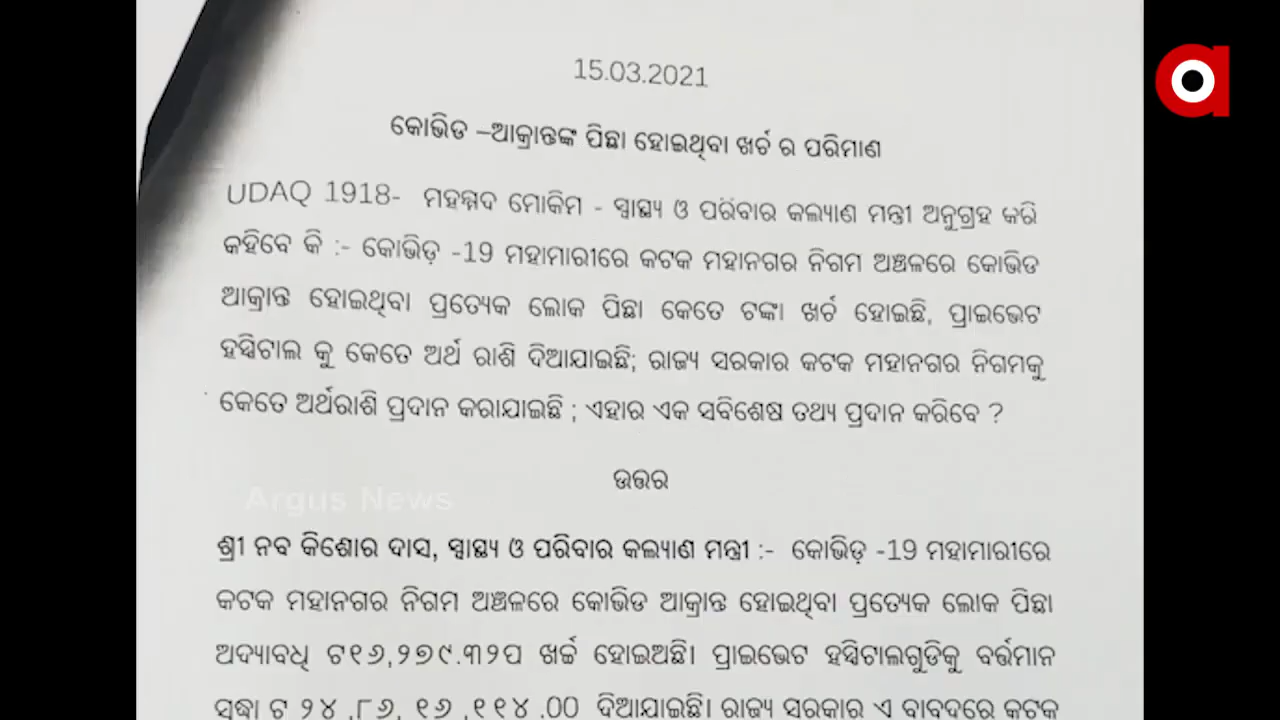 15.03.2021
କୋଭିଡ –ଆକ୍ରାନ୍ତଙ୍କ ପିଛା ହୋଇଥିବା ଖର୍ଚ ର ପରିମାଣ
UDAQ 1918- ମହମ୍ମଦ ମୋକିମ - ସ୍ୱାସ୍ଥ୍ୟ ଓ ପରିବାର କଲ୍ୟାଣ ମନ୍ତ୍ରୀ ଅନୁଗ୍ରହ କରି
କହିବେ କି :- କୋଭିଡ଼ -19 ମହାମାରୀରେ କଟକ ମହାନଗର ନିଗମ ଅଞ୍ଚଳରେ କୋଭିଡ
ଆକ୍ରାନ୍ତ ହୋଇଥିବା ପ୍ରତ୍ୟେକ ଲୋକ ପିଛା କେତେ ଟଙ୍କା ଖର୍ଚ ହୋଇଛି, ପ୍ରାଇଭେଟ
ହସ୍ପିଟାଲ କୁ କେତେ ଅର୍ଥ ରାଶି ଦିଆଯାଇଛି; ରାଜ୍ୟ ସରକାର କଟକ ମହାନଗର ନିଗମକୁ
କେତେ ଅର୍ଥରାଶି ପ୍ରଦାନ କରାଯାଇଛି ; ଏହାର ଏକ ସବିଶେଷ ତଥ୍ୟ ପ୍ରଦାନ କରିବେ ?
ଉତ୍ତର
Argus News
ଶ୍ରୀ ନବ କିଶୋର ଦାସ, ସ୍ୱାସ୍ଥ୍ୟ ଓ ପରିବାର କଲ୍ୟାଣ ମନ୍ତ୍ରୀ :- କୋଭିଡ଼ -19 ମହାମାରୀରେ
କଟକ ମହାନଗର ନିଗମ ଅଞ୍ଚଳରେ କୋଭିଡ ଆକ୍ରାନ୍ତ ହୋଇଥିବା ପ୍ରତ୍ୟେକ ଲୋକ ପିଛା
ଅଦ୍ୟାବଧି ଟ୧୬,୨୭୯.୩୨ପ ଖର୍ଚ୍ଚ ହୋଇଅଛି। ପ୍ରାଇଭେଟ ହସ୍ପିଟାଲଗୁଡିକୁ ବର୍ତ୍ତମାନ
ସୁଦ୍ଧା ଟ ୨୪ ,୮୬, ୧୬ ,୧୧୪ .00 ଦିଆଯାଇଛି। ରାଜ୍ୟ ସରକାର ଏ ବାବଦରେ କଟକ